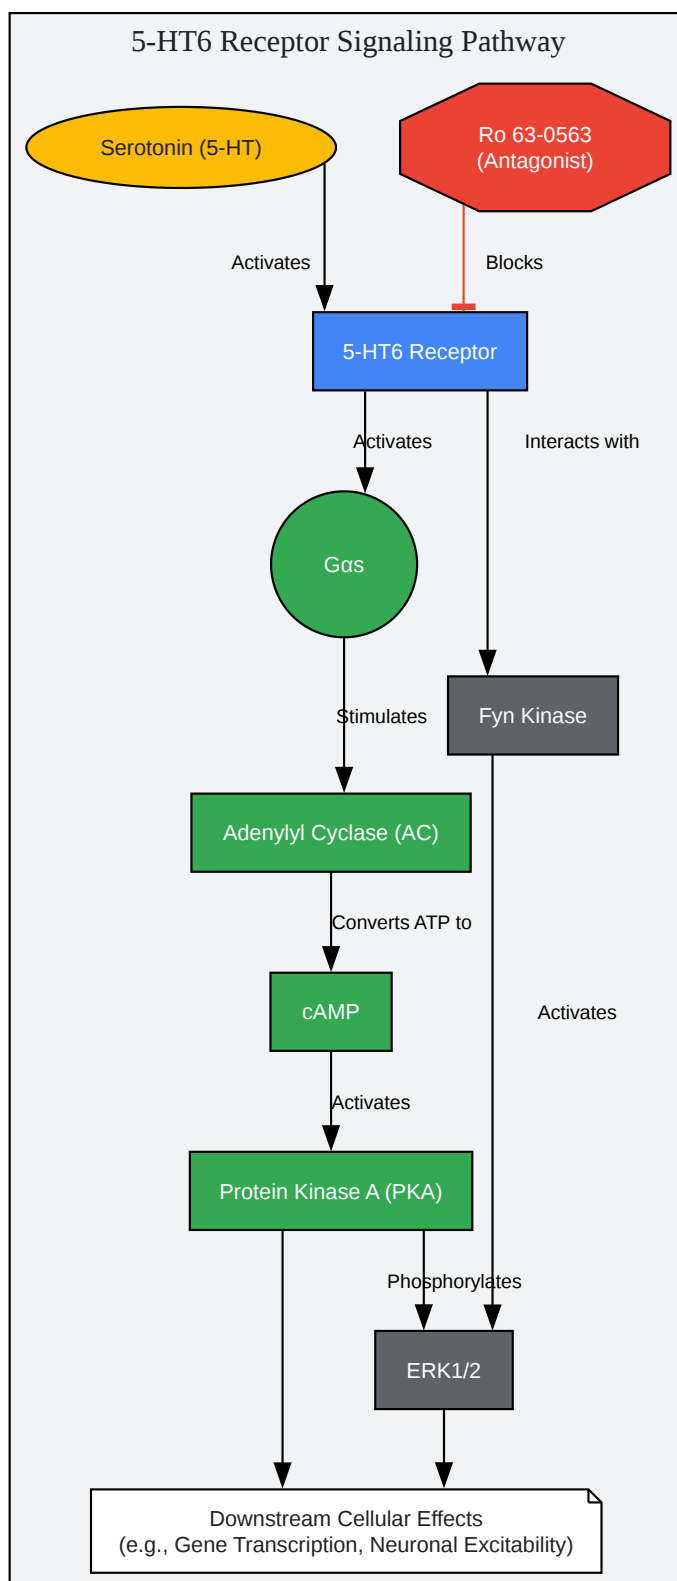 5-HT6 Receptor Signaling Pathway
Serotonin (5-HT)
Ro 63-0563
(Antagonist)
Activates
Blocks
5-HT6 Receptor
Activates
Interacts with
Gαs
Stimulates
Fyn Kinase
Adenylyl Cyclase (AC)
Converts ATP to
cAMP
Activates
Activates
Protein Kinase A (PKA)
Phosphorylates
ERK1/2
Downstream Cellular Effects
(e.g., Gene Transcription, Neuronal Excitability)